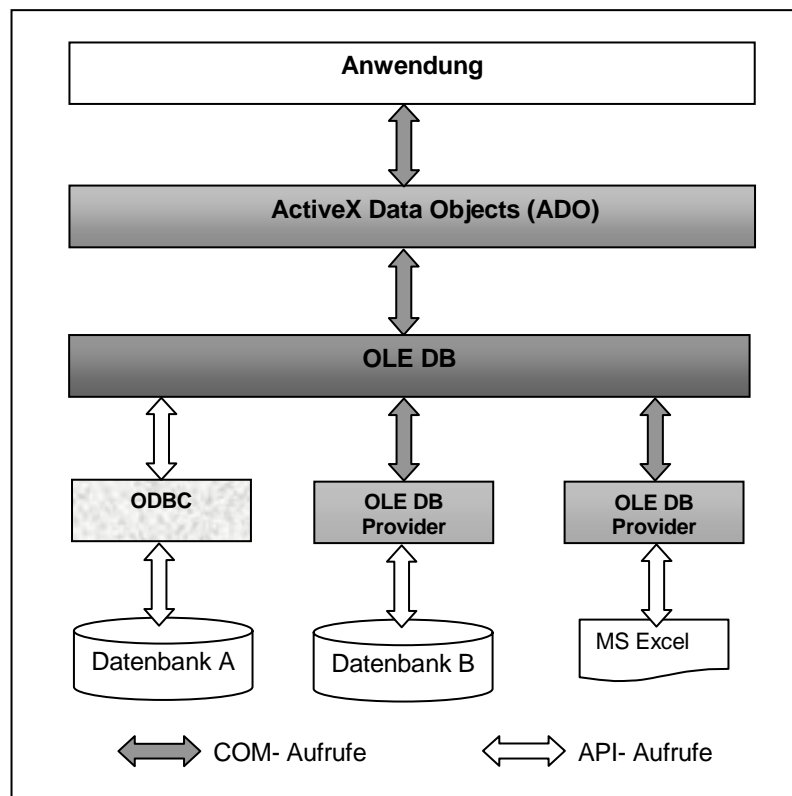 Anwendung
ActiveX Data Objects (ADO)
OLE DB
ODBC
OLE DB
Provider
OLE DB
Provider
Datenbank A
Datenbank B
MS Excel
COM- Aufrufe
API- Aufrufe